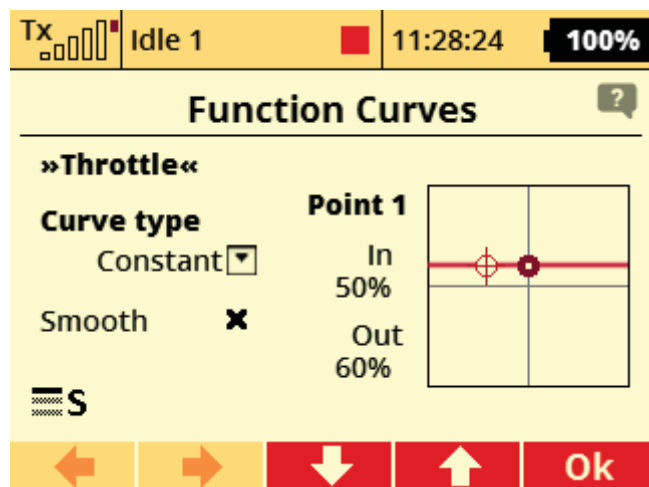 Tx Idle 1 11:28:24 100%
Function Curves ?
»Throttle«
Curve type
Constant
Smooth
Point 1
In
50%
Out
60%
S
Ok